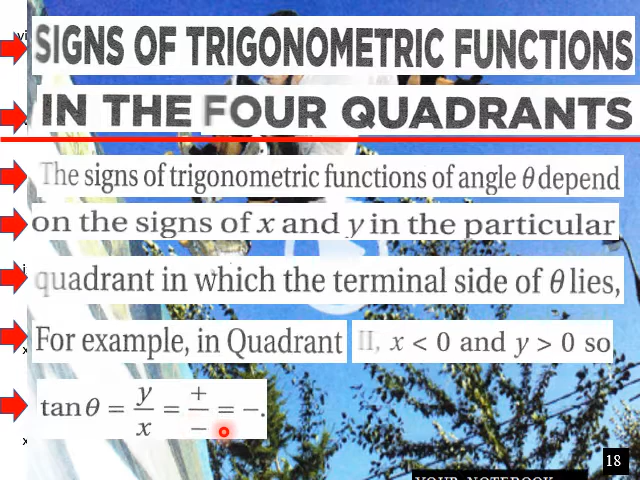 SIGNS OF TRIGONOMETRIC FUNCTIONS
IN THE FOUR QUADRANTS
The signs of trigonometric functions of angle θ depend
on the signs of x and y in the particular
quadrant in which the terminal side of θ lies,
For example, in Quadrant II, x < 0 and y > 0 so
tan θ = y/x = +/− = −.
18
YOUR NOTEBOOK